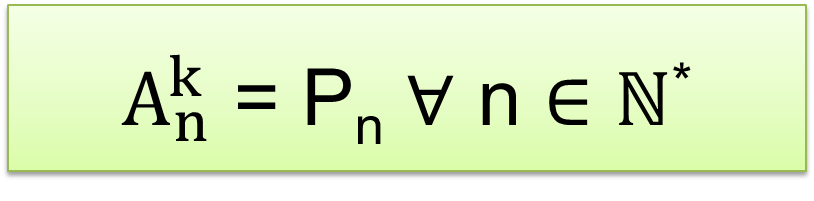 Aₙᵏ = Pₙ ∀ n ∈ ℕ*